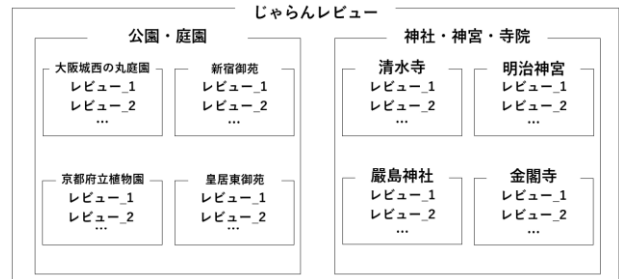 じゃらんレビュー
公園・庭園
大阪城西の丸庭園
レビュー_1
レビュー_2
…
新宿御苑
レビュー_1
レビュー_2
…
京都府立植物園
レビュー_1
レビュー_2
…
皇居東御苑
レビュー_1
レビュー_2
…
神社・神宮・寺院
清水寺
レビュー_1
レビュー_2
…
明治神宮
レビュー_1
レビュー_2
…
嚴島神社
レビュー_1
レビュー_2
…
金閣寺
レビュー_1
レビュー_2
…